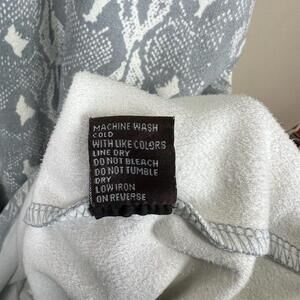 MACHINE WASH
COLD
WITH LIKE COLORS
LINE DRY
DO NOT BLEACH
DO NOT TUMBLE
DRY
LOW IRON
ON REVERSE